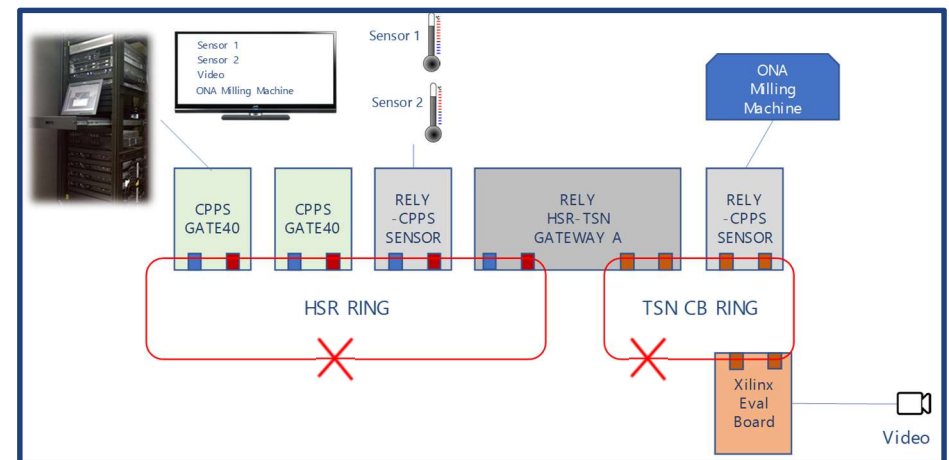 Sensor 1
Sensor 2
Video
ONA Milling Machine
Sensor 1
Sensor 2
ONA
Milling
Machine
CPPS
GATE40
CPPS
GATE40
RELY
-CPPS
SENSOR
RELY
HSR-TSN
GATEWAY A
RELY
-CPPS
SENSOR
HSR RING
TSN CB RING
Xilinx
Eval
Board
Video